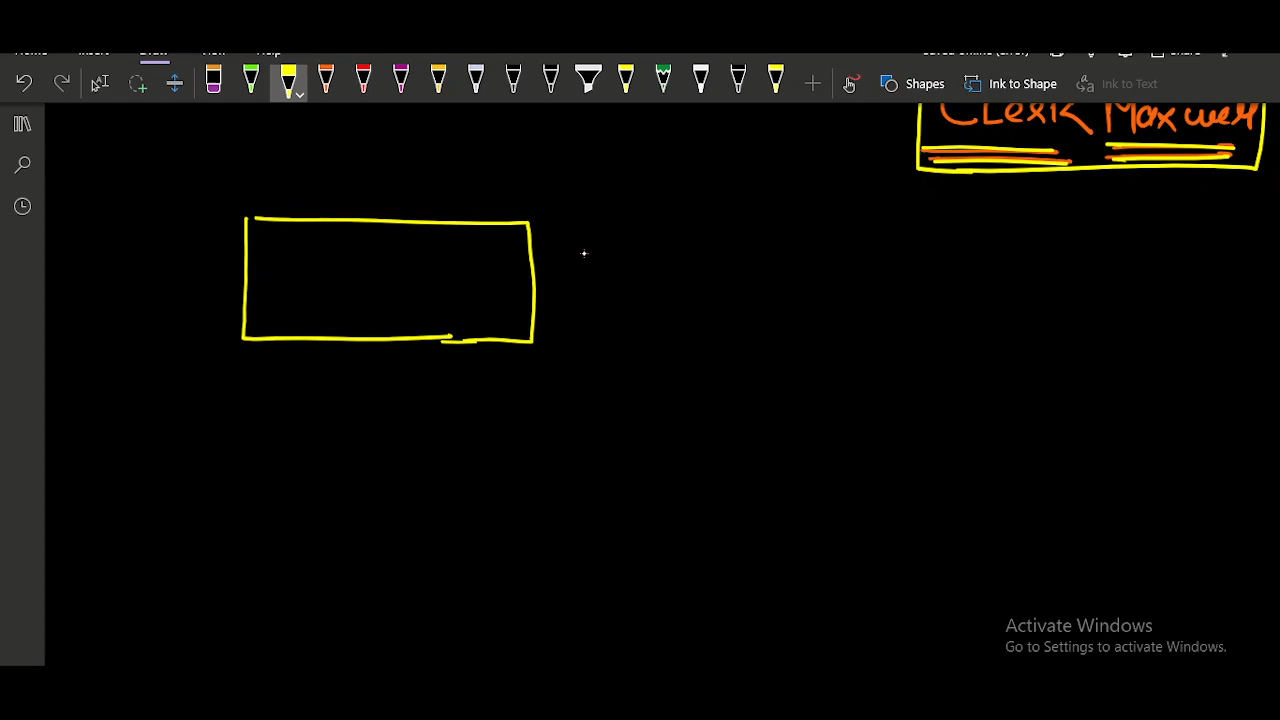 Shapes
Ink to Shape
Ink to Text
CLerk Maxwell
Activate Windows
Go to Settings to activate Windows.